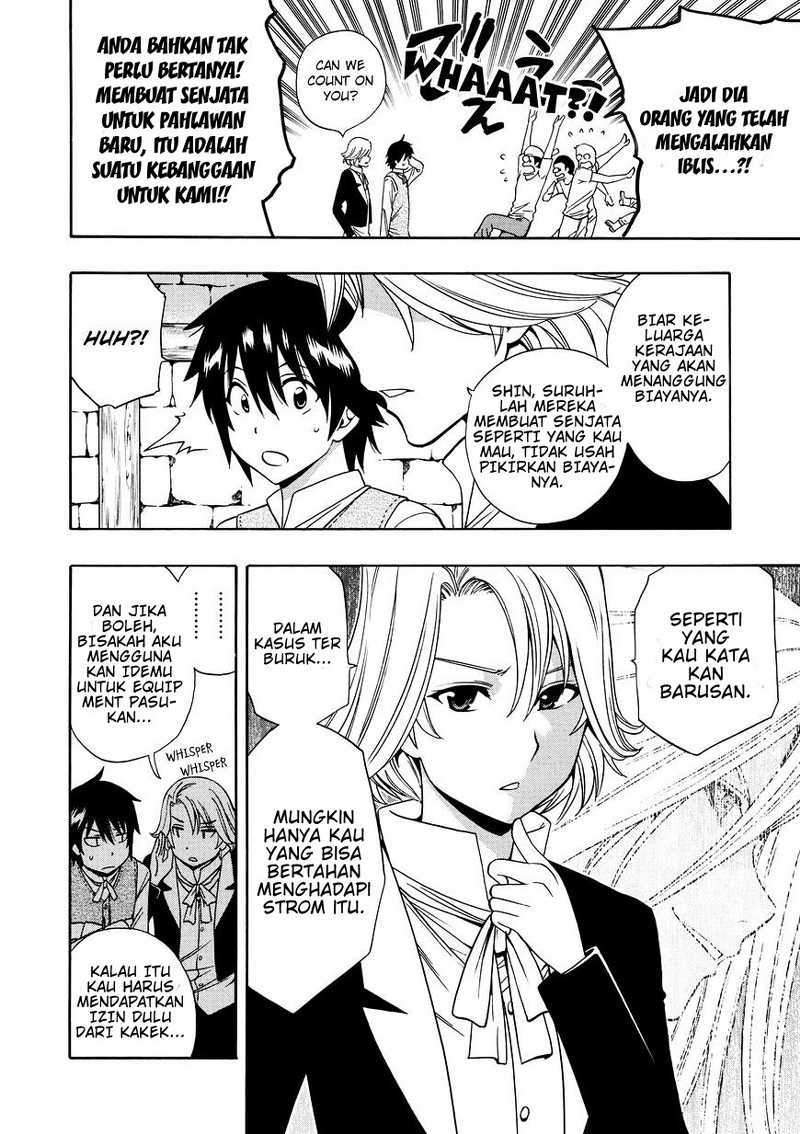 JADI DIA
ORANG YANG TELAH
MENGALAHKAN
IBLIS...?!
WHAAAT?!
ブゴうえ
CAN WE
COUNT ON
YOU?
ANDA BAHKAN TAK
PERLU BERTANYA!
MEMBUAT SENJATA
UNTUK PAHLAWAN
BARU, ITU ADALAH
SUATU KEBANGGAAN
UNTUK KAMI!!
BIAR KE-
LUARGA
KERAJAAN
YANG AKAN
MENANGGUNG
BIAYANYA.
SHIN, SURUH-
LAH MEREKA
MEMBUAT SENJATA
SEPERTI YANG KAU
MAU, TIDAK USAH
PIKIRKAN BIAYA-
NYA.
HUH?!
SEPERTI
YANG
KAU KATA
KAN
BARUSAN.
DALAM
KASUS TER
BURUK...
MUNGKIN
HANYA KAU
YANG BISA
BERTAHAN
MENGHADAPI
STROM ITU.
DAN JIKA
BOLEH,
BISAKAH AKU
MENGGUNA
KAN IDEMU
UNTUK EQUIP
MENT PASU-
KAN...
WHISPER
WHISPER
KALAU ITU
KAU HARUS
MENDAPATKAN
IZIN DULU
DARI KAKEK...